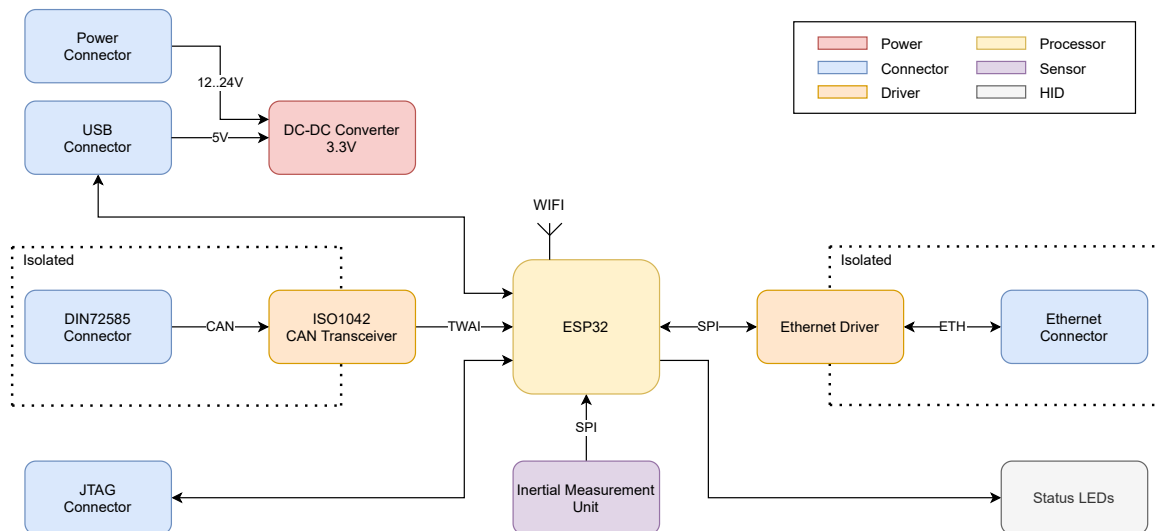 Power
Connector
12..24V
USB
Connector
5V
DC-DC Converter
3.3V
Power
Connector
Driver
Processor
Sensor
HID
WIFI
Isolated
DIN72585
Connector
CAN
ISO1042
CAN Transceiver
TWAI
ESP32
SPI
Ethernet Driver
Isolated
ETH
Ethernet
Connector
SPI
JTAG
Connector
Inertial Measurement
Unit
Status LEDs